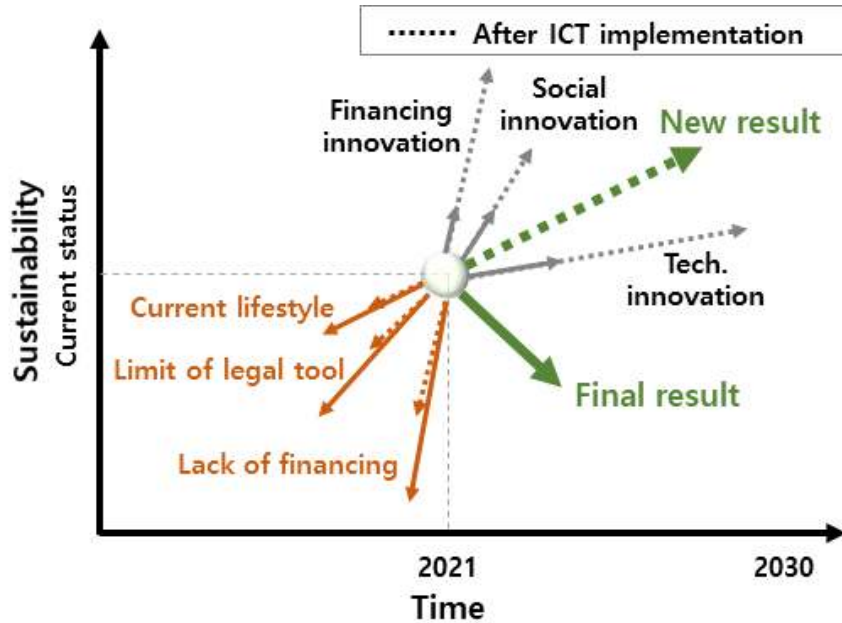 After ICT implementation
Financing
innovation
Social
innovation
New result
Tech.
innovation
Sustainability
Current status
Current lifestyle
Limit of legal tool
Lack of financing
Final result
2021
2030
Time